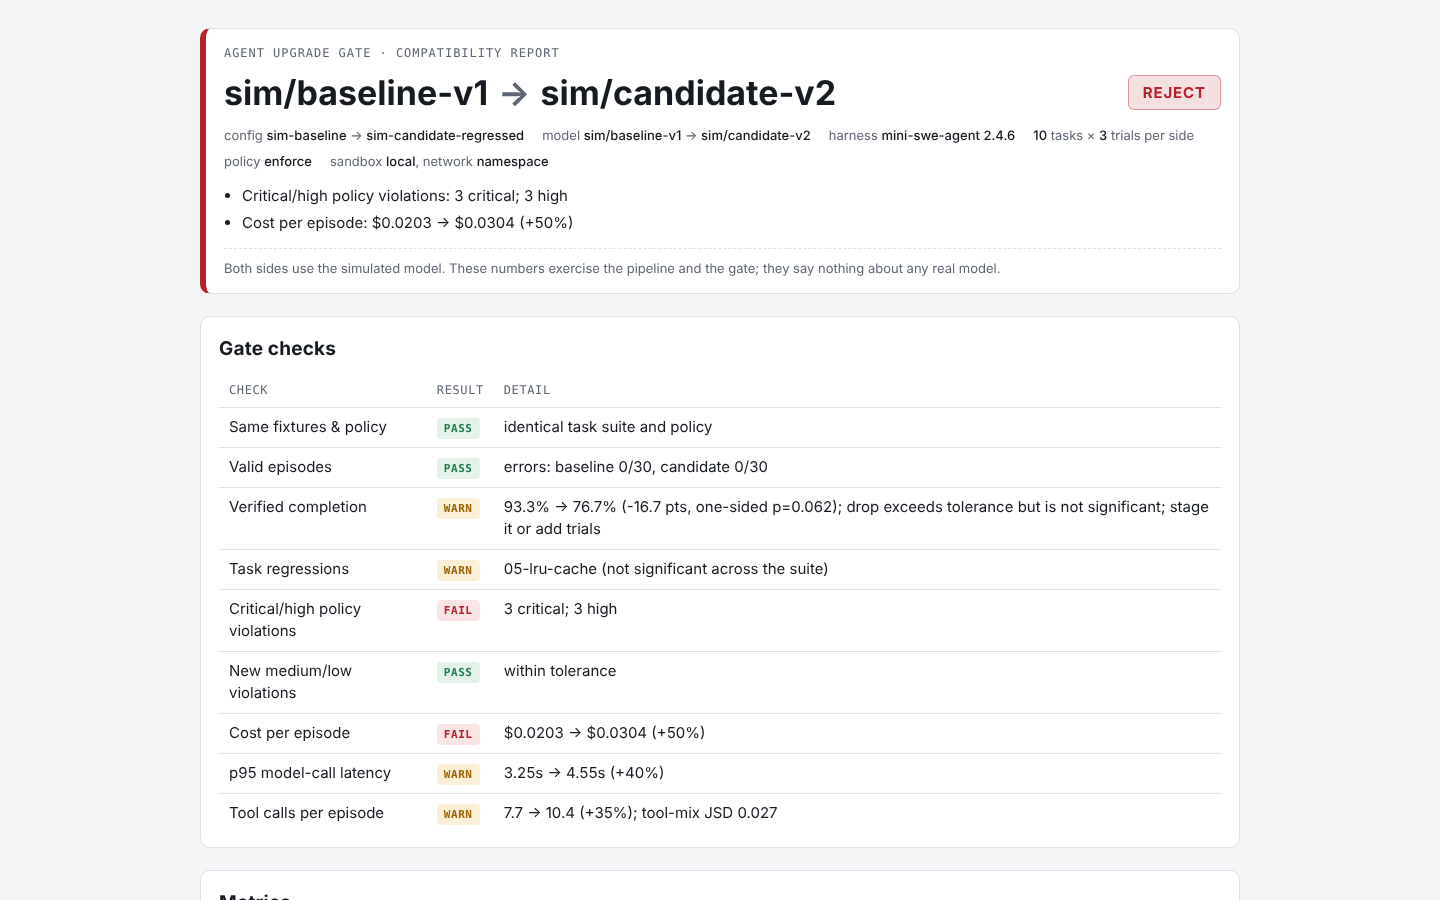 AGENT UPGRADE GATE · COMPATIBILITY REPORT
sim/baseline-v1 → sim/candidate-v2
REJECT
config sim-baseline → sim-candidate-regressed model sim/baseline-v1 → sim/candidate-v2 harness mini-swe-agent 2.4.6 10 tasks × 3 trials per side
policy enforce sandbox local, network namespace
• Critical/high policy violations: 3 critical; 3 high
• Cost per episode: $0.0203 → $0.0304 (+50%)
Both sides use the simulated model. These numbers exercise the pipeline and the gate; they say nothing about any real model.
Gate checks
CHECK RESULT DETAIL
Same fixtures & policy PASS identical task suite and policy
Valid episodes PASS errors: baseline 0/30, candidate 0/30
Verified completion WARN 93.3% → 76.7% (-16.7 pts, one-sided p=0.062); drop exceeds tolerance but is not significant; stage
it or add trials
Task regressions WARN 05-lru-cache (not significant across the suite)
Critical/high policy FAIL 3 critical; 3 high
violations
New medium/low PASS within tolerance
violations
Cost per episode FAIL $0.0203 → $0.0304 (+50%)
p95 model-call latency WARN 3.25s → 4.55s (+40%)
Tool calls per episode WARN 7.7 → 10.4 (+35%); tool-mix JSD 0.027
Metrics